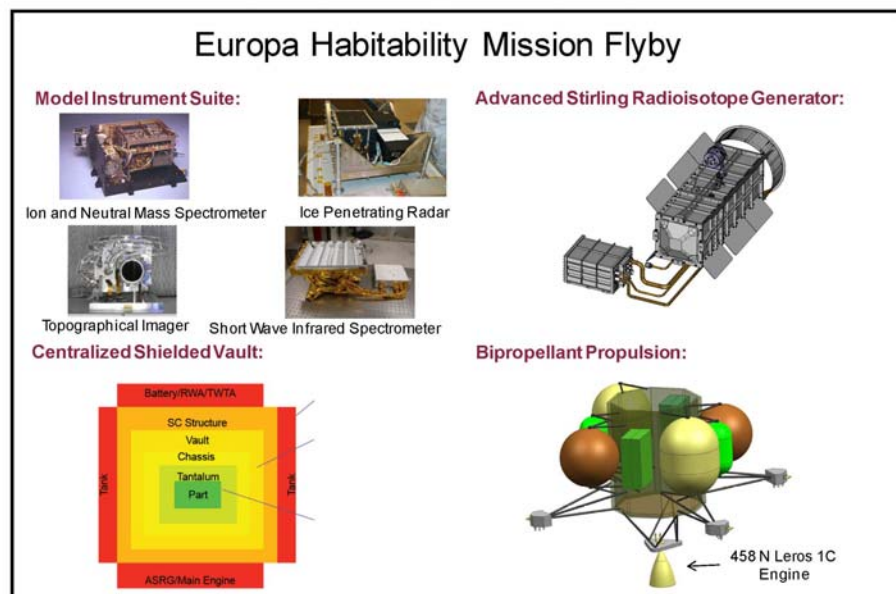 Europa Habitability Mission Flyby
Model Instrument Suite:
Ion and Neutral Mass Spectrometer
Ice Penetrating Radar
Topographical Imager
Short Wave Infrared Spectrometer
Advanced Stirling Radioisotope Generator:
Centralized Shielded Vault:
Battery/RWA/TWTA
SC Structure
Vault
Chassis
Tantalum
Part
Tank
Tank
ASRG/Main Engine
Bipropellant Propulsion:
458 N Leros 1C
Engine